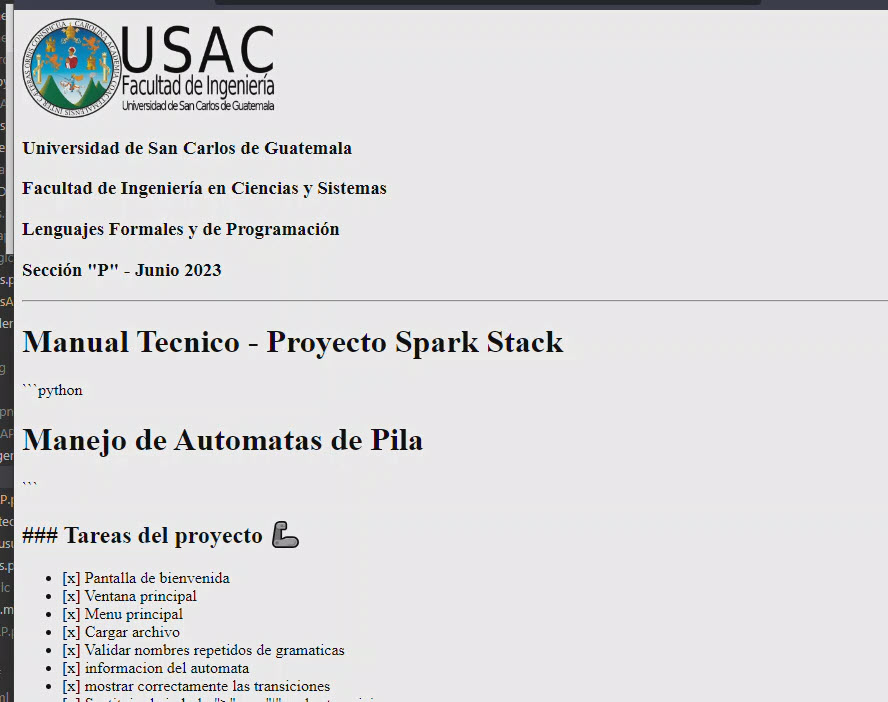 USAC
Facultad de Ingeniería
Universidad de San Carlos de Guatemala
Universidad de San Carlos de Guatemala
Facultad de Ingeniería en Ciencias y Sistemas
Lenguajes Formales y de Programación
Sección "P" - Junio 2023
Manual Tecnico - Proyecto Spark Stack
```python
Manejo de Automatas de Pila
```
### Tareas del proyecto 🦾
• [x] Pantalla de bienvenida
• [x] Ventana principal
• [x] Menu principal
• [x] Cargar archivo
• [x] Validar nombres repetidos de gramaticas
• [x] informacion del automata
• [x] mostrar correctamente las transiciones